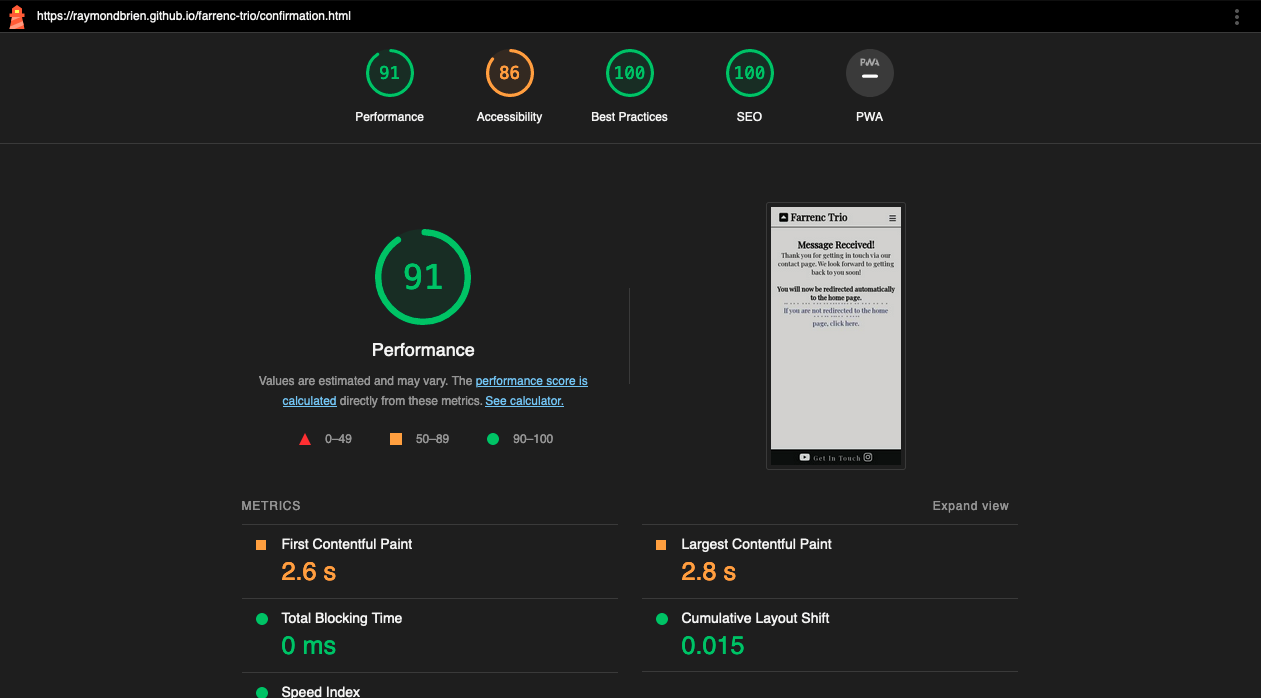 https://raymondbrien.github.io/farrenc-trio/confirmation.html
91
86
100
100
PWA
Performance
Accessibility
Best Practices
SEO
PWA
91
Performance
Values are estimated and may vary. The performance score is
calculated directly from these metrics. See calculator.
0–49
50–89
90–100
Farrenc Trio
Message Received!
Thank you for getting in touch via our
contact page. We look forward to getting
back to you soon!
You will now be redirected automatically
to the home page.
If you are not redirected to the home
page, click here.
Get In Touch
METRICS
Expand view
First Contentful Paint
2.6 s
Largest Contentful Paint
2.8 s
Total Blocking Time
0 ms
Cumulative Layout Shift
0.015
Speed Index